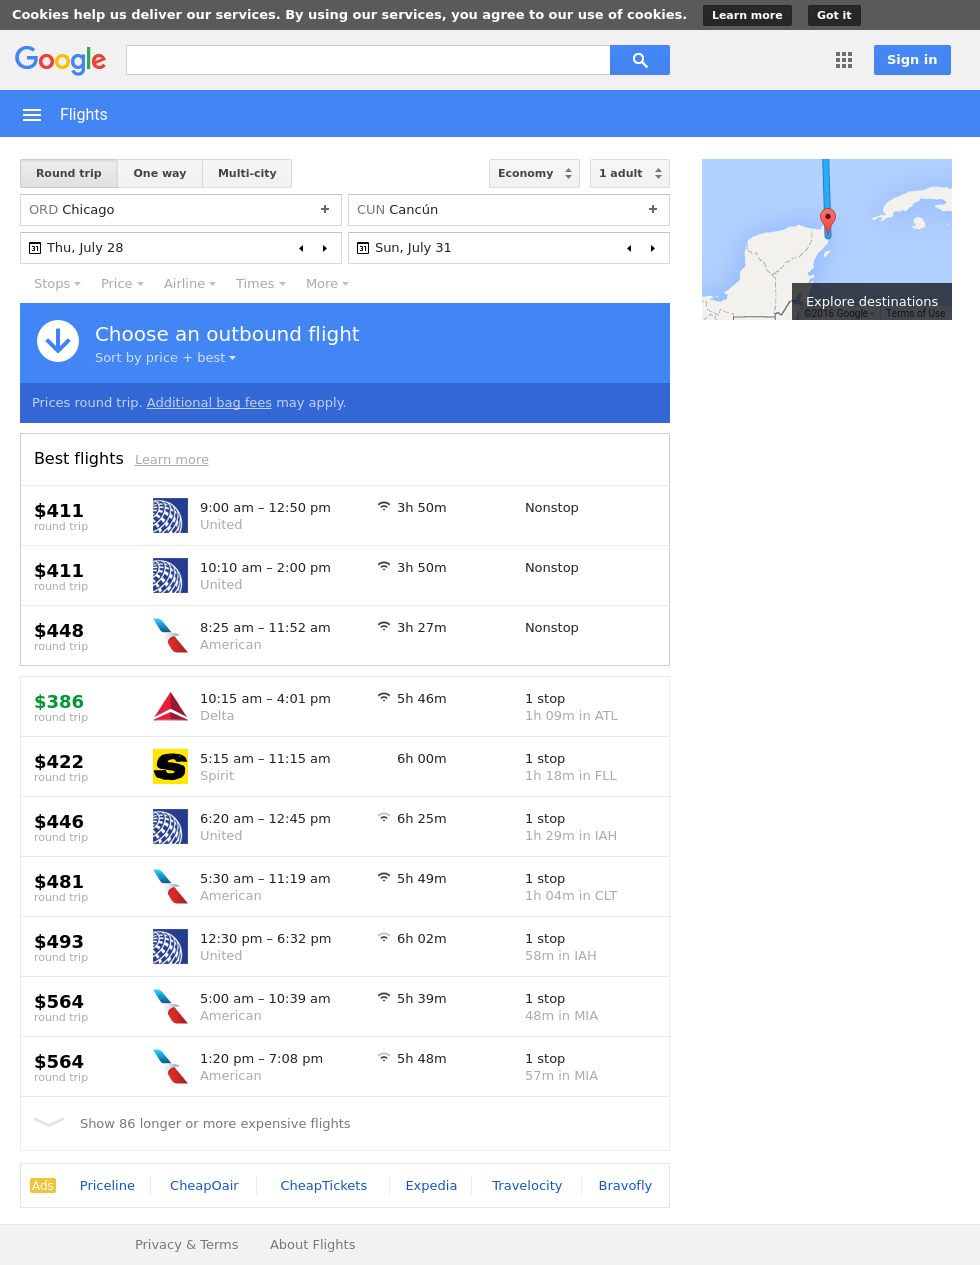 Cookies help us deliver our services. By using our services, you agree to our use of cookies. Learn more Got it
Google Sign in
Flights
Round trip One way Multi-city Economy 1 adult
ORD Chicago + CUN Cancún +
31 Thu, July 28 31 Sun, July 31
Stops Price Airline Times More
Explore destinations
©2016 Google - Terms of Use
Choose an outbound flight
Sort by price + best
Prices round trip. Additional bag fees may apply.
Best flights Learn more
$411 9:00 am – 12:50 pm 3h 50m Nonstop
round trip United
$411 10:10 am – 2:00 pm 3h 50m Nonstop
round trip United
$448 8:25 am – 11:52 am 3h 27m Nonstop
round trip American
$386 10:15 am – 4:01 pm 5h 46m 1 stop
round trip Delta 1h 09m in ATL
$422 5:15 am – 11:15 am 6h 00m 1 stop
round trip Spirit 1h 18m in FLL
$446 6:20 am – 12:45 pm 6h 25m 1 stop
round trip United 1h 29m in IAH
$481 5:30 am – 11:19 am 5h 49m 1 stop
round trip American 1h 04m in CLT
$493 12:30 pm – 6:32 pm 6h 02m 1 stop
round trip United 58m in IAH
$564 5:00 am – 10:39 am 5h 39m 1 stop
round trip American 48m in MIA
$564 1:20 pm – 7:08 pm 5h 48m 1 stop
round trip American 57m in MIA
Show 86 longer or more expensive flights
Ads Priceline CheapOair CheapTickets Expedia Travelocity Bravofly
Privacy & Terms About Flights